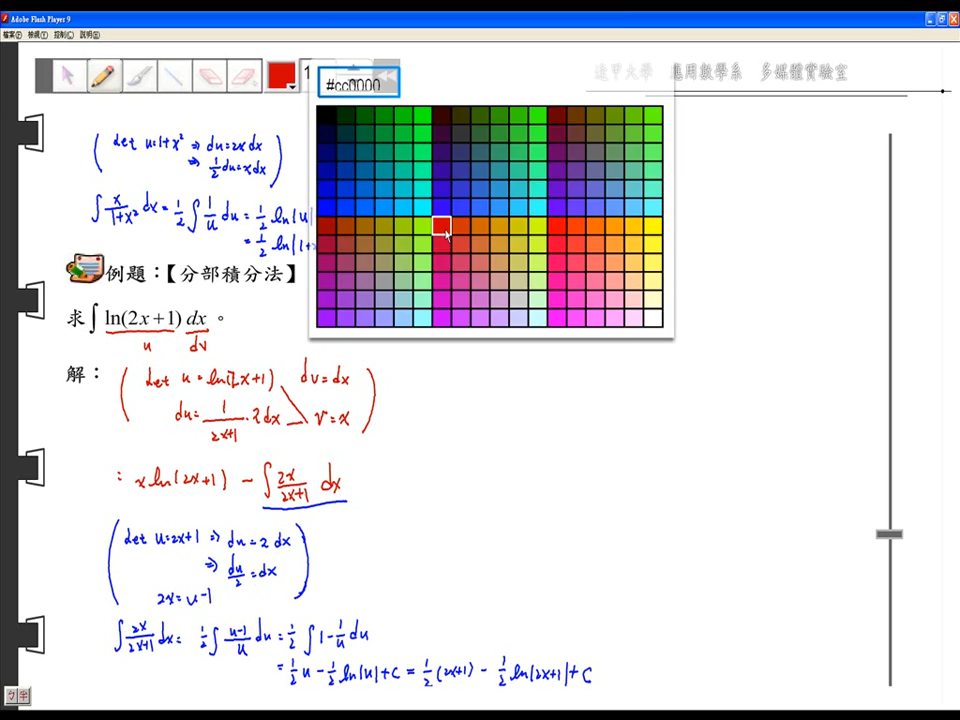 Adobe Flash Player 9
檔案(F) 檢視(V) 控制(C) 說明(H)
#cc0000
逢甲大學 應用數學系 多媒體實驗室
let u=1+x² ⇒ du=2xdx
⇒ 1/2 du=xdx
∫ x/(1+x²) dx = 1/2 ∫ 1/u du = 1/2 ln|u|
= 1/2 ln|1+
例題：【分部積分法】
求 ∫ ln(2x+1) dx 。
u dv
解：
let u = ln(2x+1) dv = dx
du = 1/(2x+1) · 2dx v = x
: x ln(2x+1) - ∫ 2x/(2x+1) dx
let u=2x+1 ⇒ du = 2 dx
⇒ du/2 = dx
2x = u-1
∫ 2x/(2x+1) dx = 1/2 ∫ (u-1)/u du = 1/2 ∫ 1 - 1/u du
= 1/2 u - 1/2 ln|u| + C = 1/2 (2x+1) - 1/2 ln|2x+1| + C
ㄅ 半